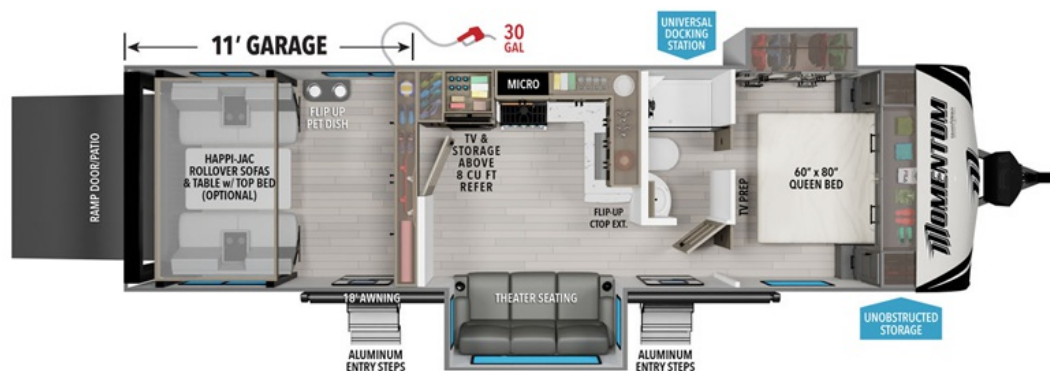 11' GARAGE
30
GAL
UNIVERSAL
DOCKING
STATION
RAMP DOOR/PATIO
FLIP UP
PET DISH
HAPPI-JAC
ROLLOVER SOFAS
& TABLE w/ TOP BED
(OPTIONAL)
MICRO
TV &
STORAGE
ABOVE
8 CU FT
REFER
FLIP-UP
CTOP EXT.
TV PREP
60" x 80"
QUEEN BED
MOMENTUM
18' AWNING
THEATER SEATING
ALUMINUM
ENTRY STEPS
ALUMINUM
ENTRY STEPS
UNOBSTRUCTED
STORAGE